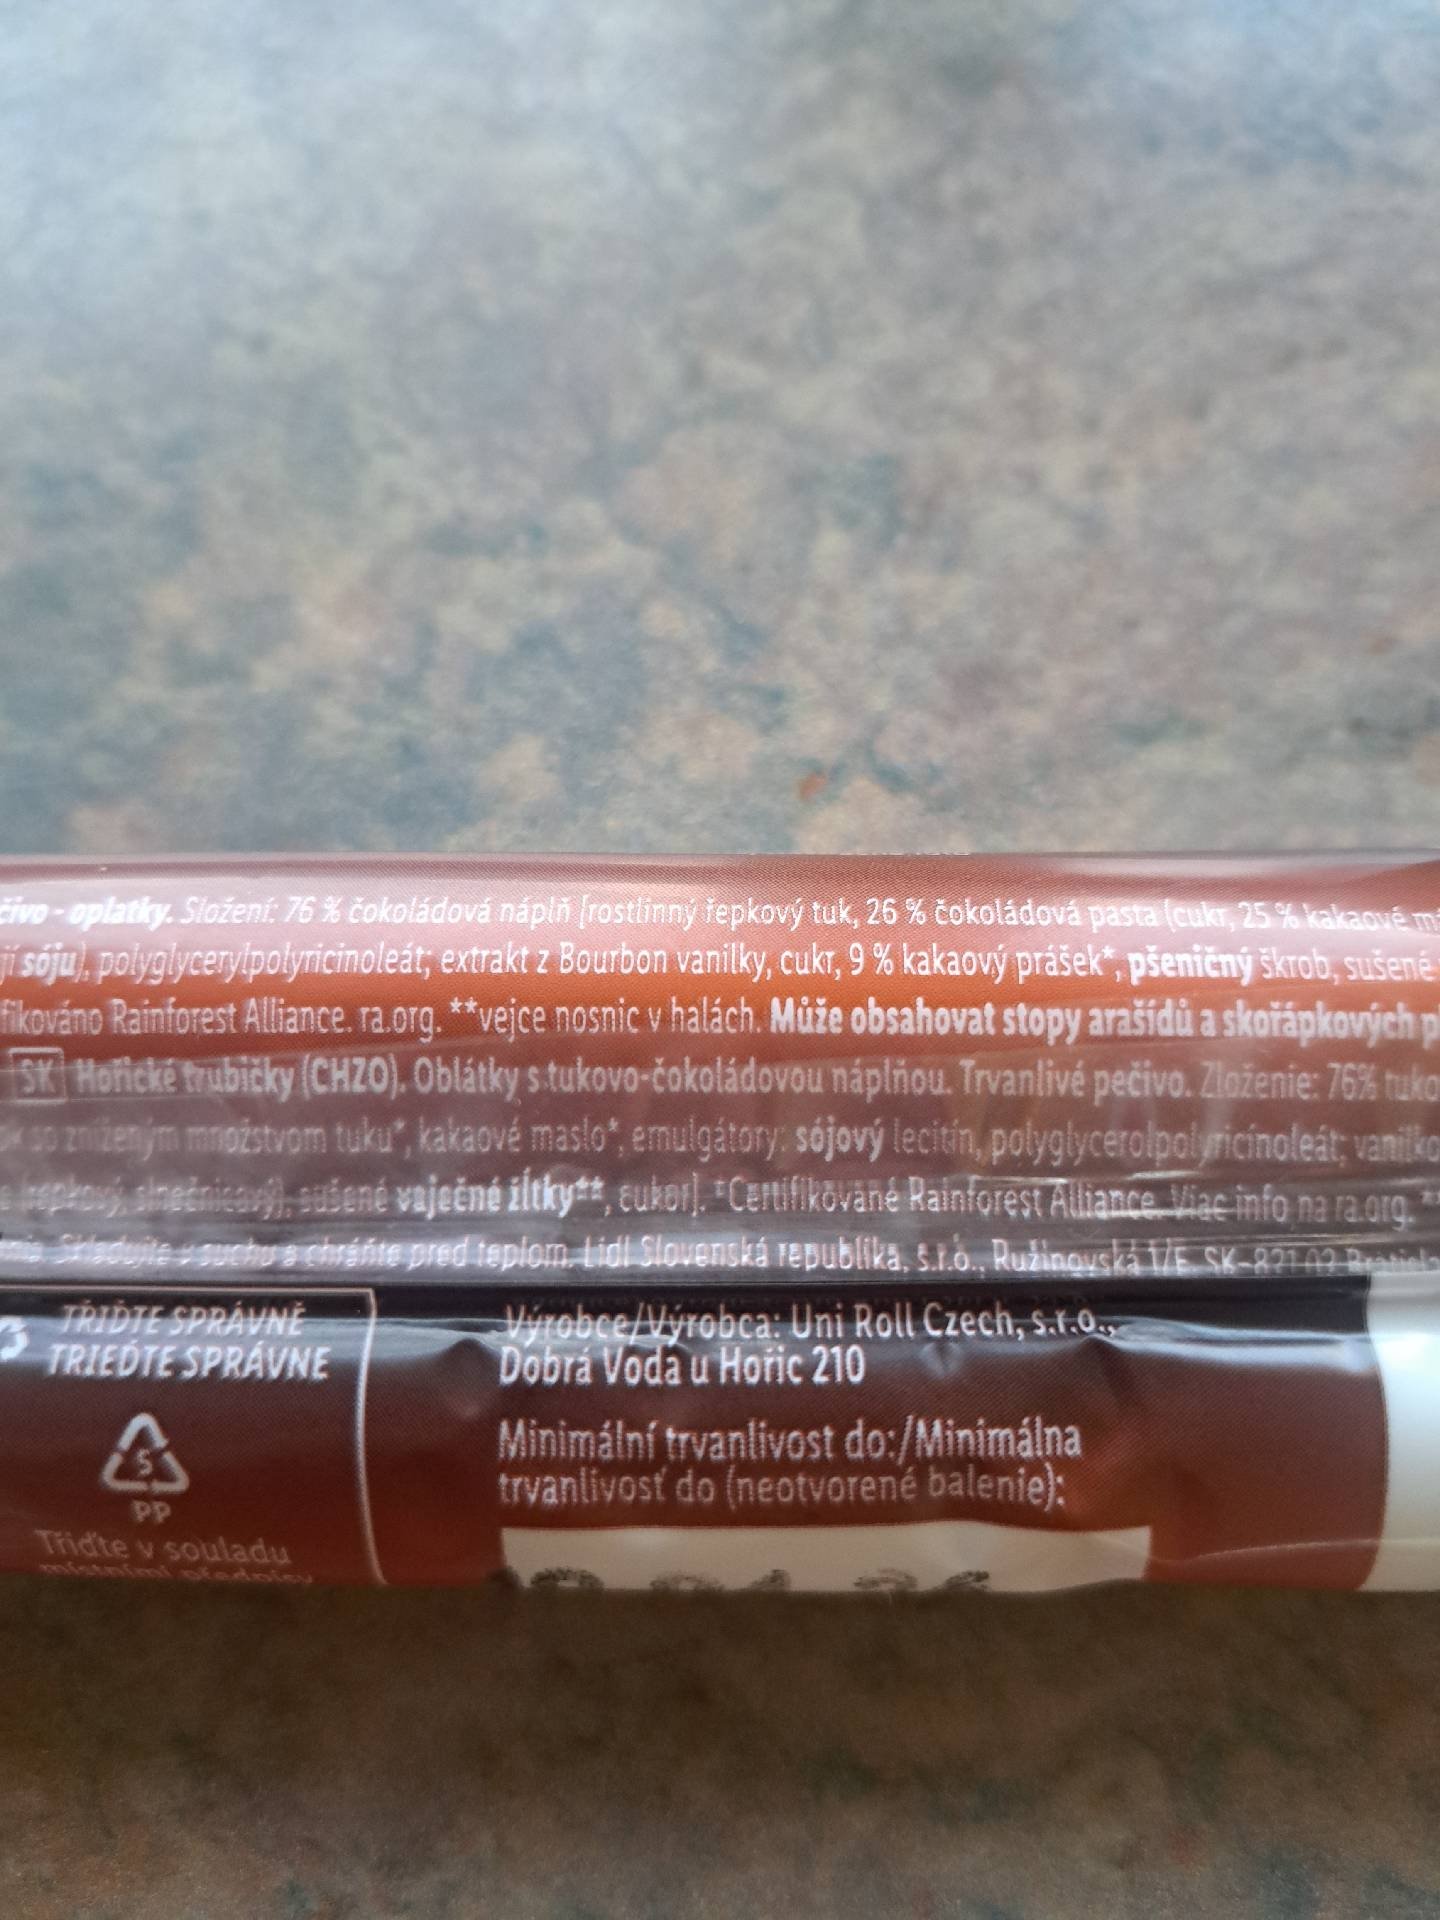 čivo - oplatky. Složení: 76 % čokoládová náplň [rostlinný řepkový tuk, 26 % čokoládová pasta (cukr, 25 % kakaové
sóju), polyglycerylpolyricinoleát; extrakt z Bourbon vanilky, cukr, 9 % kakaový prášek*, pšeničný škrob, sušené
fikováno Rainforest Alliance. ra.org. **vejce nosnic v halách. Může obsahovat stopy arašídů a skořápkových
SK Hořické trubičky (CHZO). Oblátky s tukovo-čokoládovou náplňou. Trvanlivé pečivo. Zloženie: 76%
so zníženým množstvom tuku*, kakaové maslo*, emulgátory: sójový lecitín, polyglycerolpolyricínoleát;
(repkový, slnečnicový), sušené vaječné žĺtky**, cukor]. *Certifikované Rainforest Alliance. Viac info na ra.org. **
Skladujte v suchu a chráňte pred teplom. Lidl Slovenská republika, s.r.o., Ružinovská 1/E, SK-821 02
TŘIĎTE SPRÁVNĚ
TRIEĎTE SPRÁVNE
5
PP
Třiďte v souladu
místními předpisy
Výrobce/Výrobca: Uni Roll Czech, s.r.o.,
Dobrá Voda u Hořic 210
Minimální trvanlivost do:/Minimálna
trvanlivosť do (neotvorené balenie):